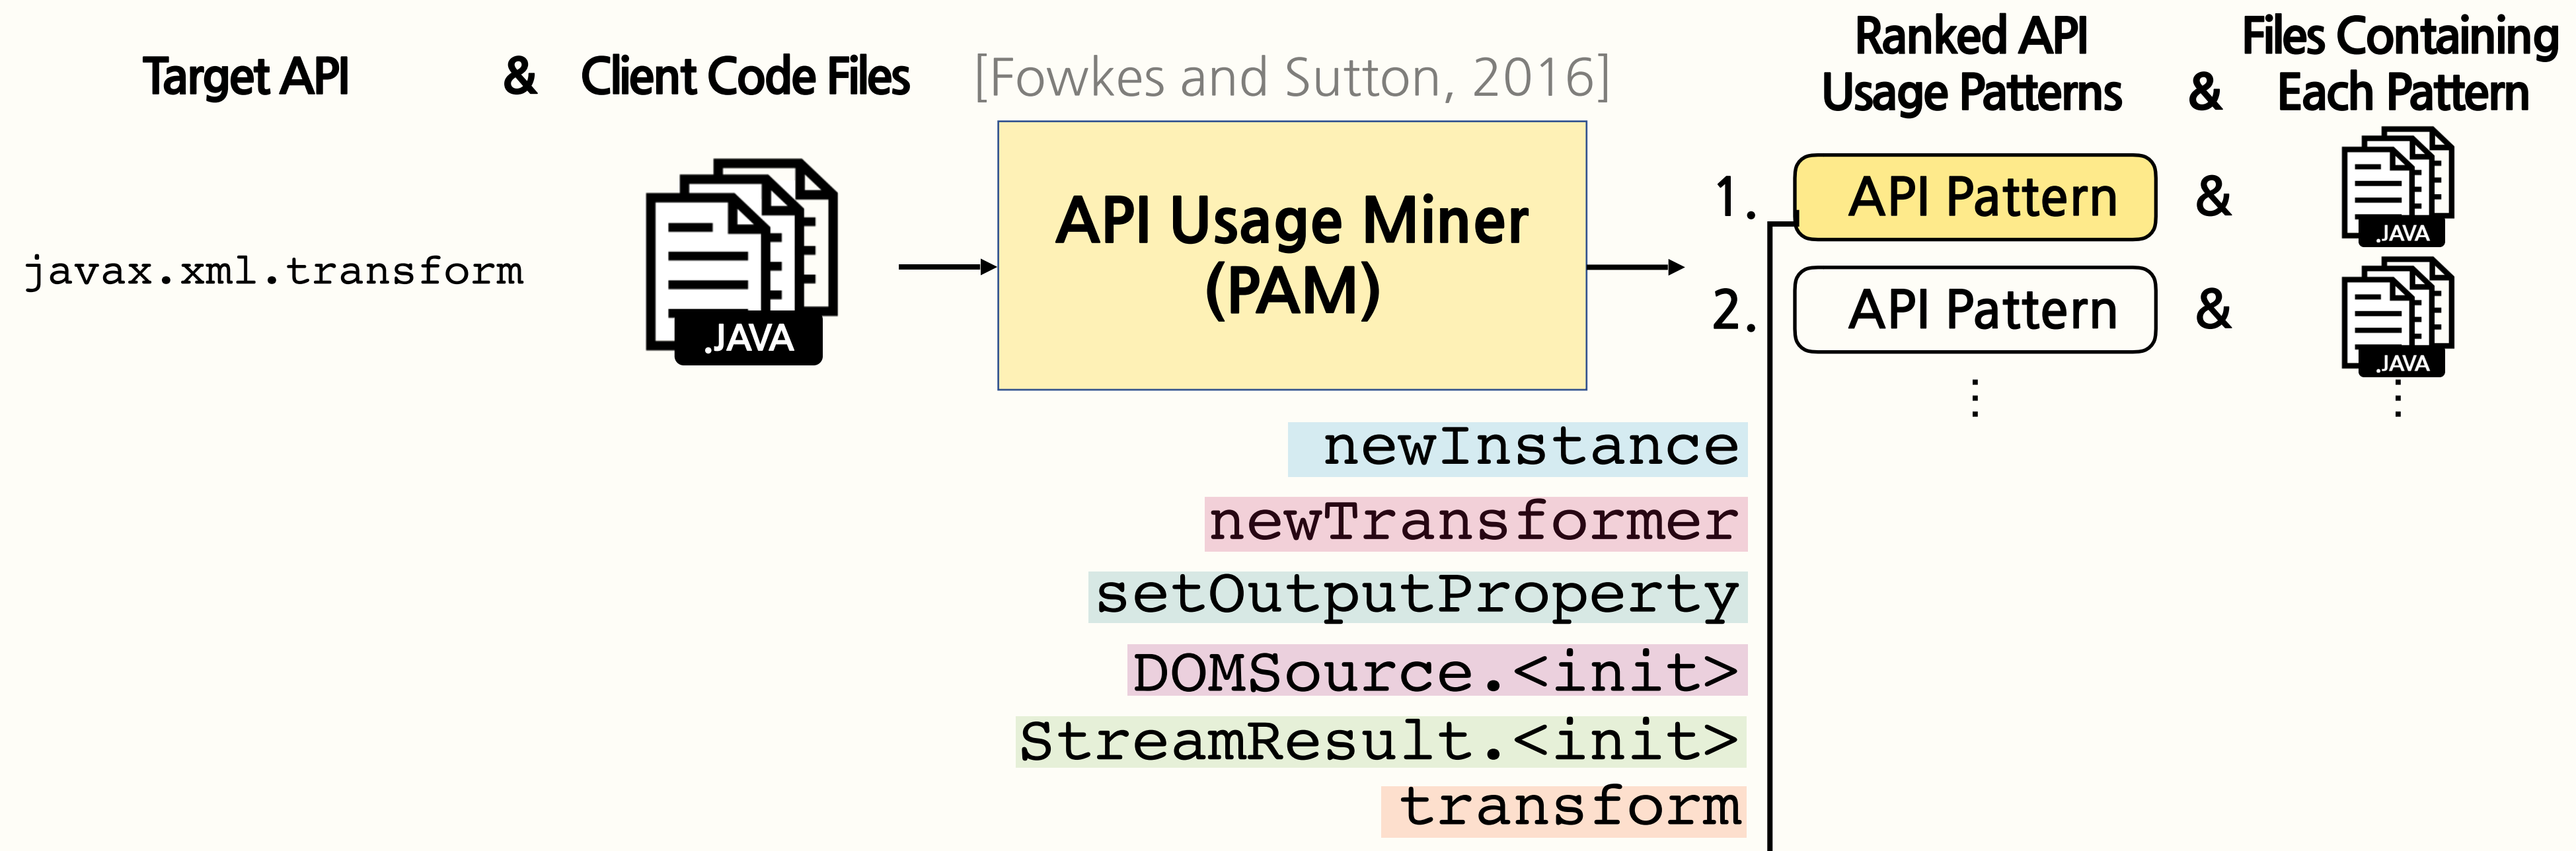 Target API & Client Code Files
[Fowkes and Sutton, 2016]
Ranked API
Usage Patterns
&
Files Containing
Each Pattern
javax.xml.transform
.JAVA
API Usage Miner
(PAM)
1. API Pattern &
.JAVA
2. API Pattern &
.JAVA
newInstance
newTransformer
setOutputProperty
DOMSource.<init>
StreamResult.<init>
transform